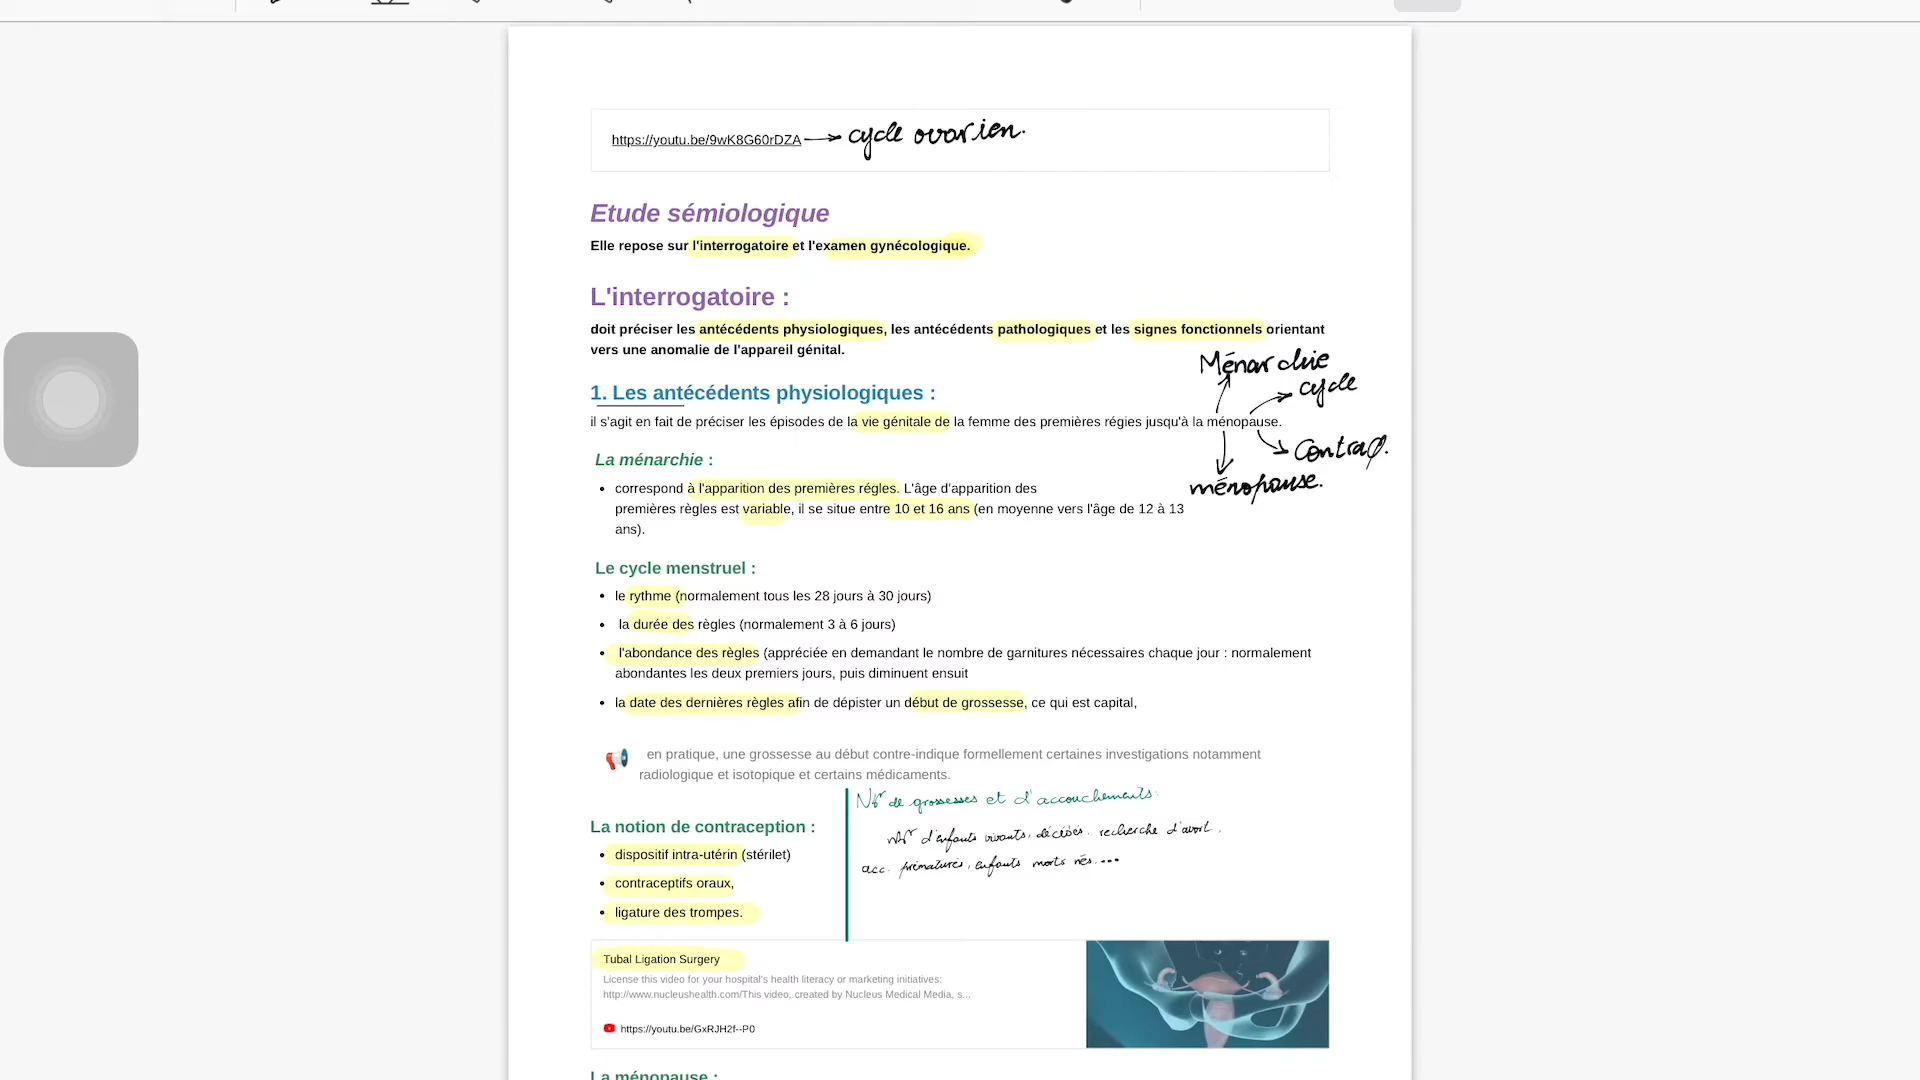 https://youtu.be/9wK8G60rDZA → cycle ovarien.
Etude sémiologique
Elle repose sur l'interrogatoire et l'examen gynécologique.
L'interrogatoire :
doit préciser les antécédents physiologiques, les antécédents pathologiques et les signes fonctionnels orientant
vers une anomalie de l'appareil génital.
Ménarchie
cycle
1. Les antécédents physiologiques :
il s'agit en fait de préciser les épisodes de la vie génitale de la femme des premières régies jusqu'à la ménopause.
Contracep.
ménopause.
La ménarchie :
• correspond à l'apparition des premières régles. L'âge d'apparition des
premières règles est variable, il se situe entre 10 et 16 ans (en moyenne vers l'âge de 12 à 13
ans).
Le cycle menstruel :
• le rythme (normalement tous les 28 jours à 30 jours)
• la durée des règles (normalement 3 à 6 jours)
• l'abondance des règles (appréciée en demandant le nombre de garnitures nécessaires chaque jour : normalement
abondantes les deux premiers jours, puis diminuent ensuit
• la date des dernières règles afin de dépister un début de grossesse, ce qui est capital,
en pratique, une grossesse au début contre-indique formellement certaines investigations notamment
radiologique et isotopique et certains médicaments.
Nbr de grossesses et d'accouchements.
Nbr d'enfants vivants, décédés. recherche d'avort.
acc. prématurés, enfants morts nés....
La notion de contraception :
• dispositif intra-utérin (stérilet)
• contraceptifs oraux,
• ligature des trompes.
Tubal Ligation Surgery
License this video for your hospital's health literacy or marketing initiatives:
http://www.nucleushealth.com/This video, created by Nucleus Medical Media, s...
https://youtu.be/GxRJH2f--P0
La ménopause :